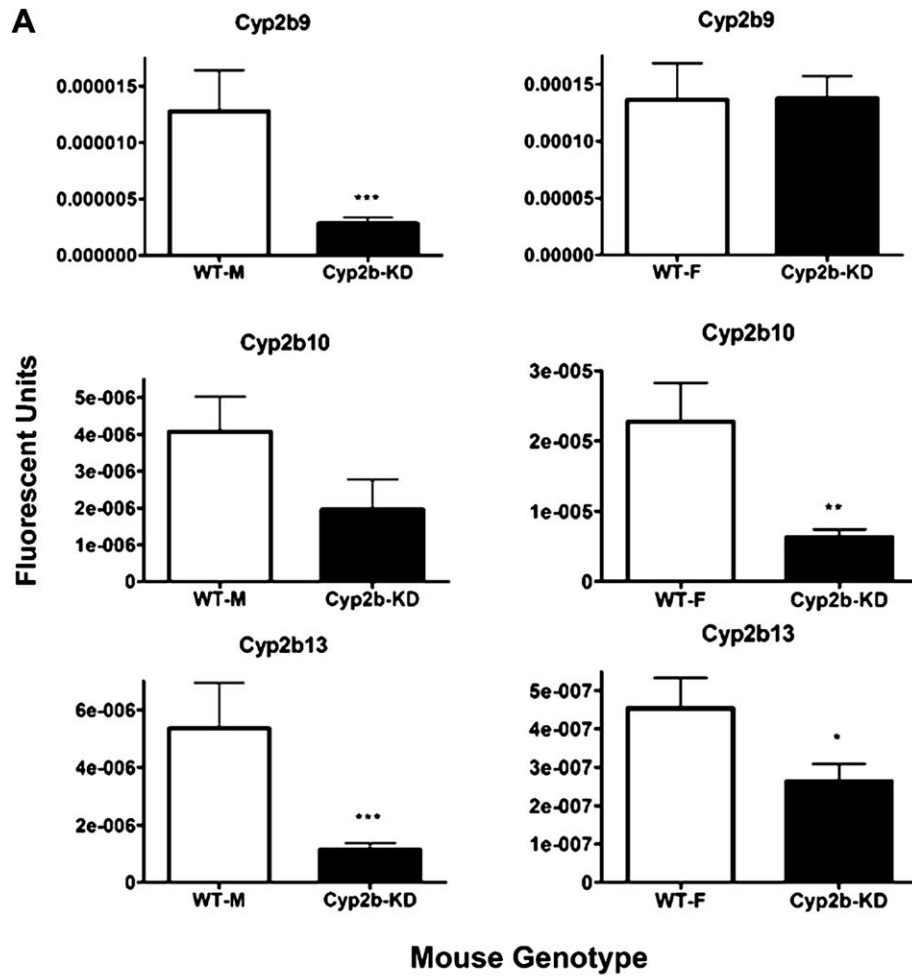 A
Cyp2b9
0.000015
0.000010
0.000005
0.000000
***
WT-M
Cyp2b-KD
Cyp2b9
0.00015
0.00010
0.00005
0.00000
WT-F
Cyp2b-KD
Fluorescent Units
Cyp2b10
5e-006
4e-006
3e-006
2e-006
1e-006
0
WT-M
Cyp2b-KD
Cyp2b10
3e-005
2e-005
1e-005
0
**
WT-F
Cyp2b-KD
Cyp2b13
6e-006
4e-006
2e-006
0
***
WT-M
Cyp2b-KD
Cyp2b13
5e-007
4e-007
3e-007
2e-007
1e-007
0
*
WT-F
Cyp2b-KD
Mouse Genotype